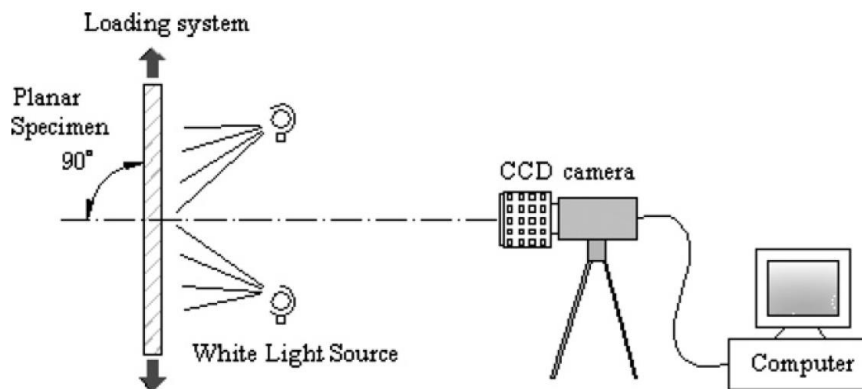 Loading system
Planar
Specimen
90°
CCD camera
White Light Source
Computer